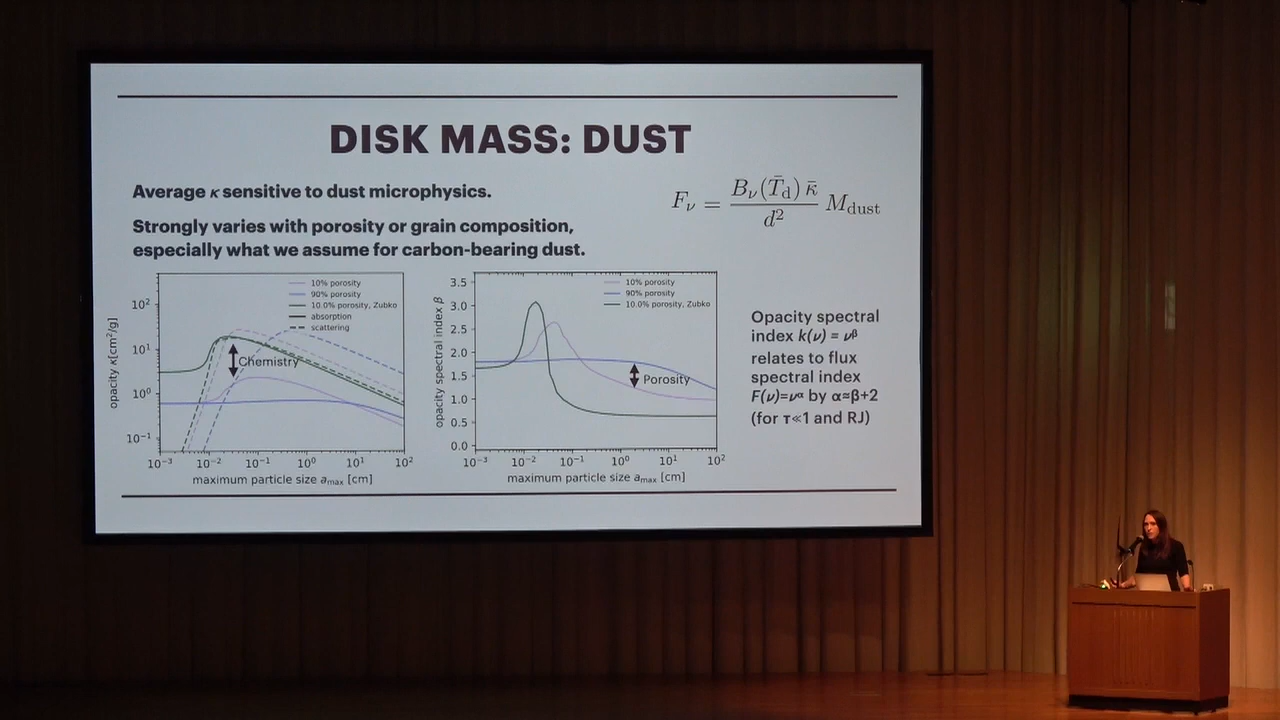 DISK MASS: DUST
Average κ sensitive to dust microphysics.
Strongly varies with porosity or grain composition,
especially what we assume for carbon-bearing dust.
F_ν = B_ν(T̄_d) κ̄ / d² M_dust
10% porosity
90% porosity
10.0% porosity, Zubko
absorption
scattering
Chemistry
opacity κ[cm²/g]
10²
10¹
10⁰
10⁻¹
10⁻³ 10⁻² 10⁻¹ 10⁰ 10¹ 10²
maximum particle size a_max [cm]
10% porosity
90% porosity
10.0% porosity, Zubko
Porosity
opacity spectral index β
3.5
3.0
2.5
2.0
1.5
1.0
0.5
0.0
10⁻³ 10⁻² 10⁻¹ 10⁰ 10¹ 10²
maximum particle size a_max [cm]
Opacity spectral
index k(ν) = ν^β
relates to flux
spectral index
F(ν)=ν^α by α≈β+2
(for τ≪1 and RJ)